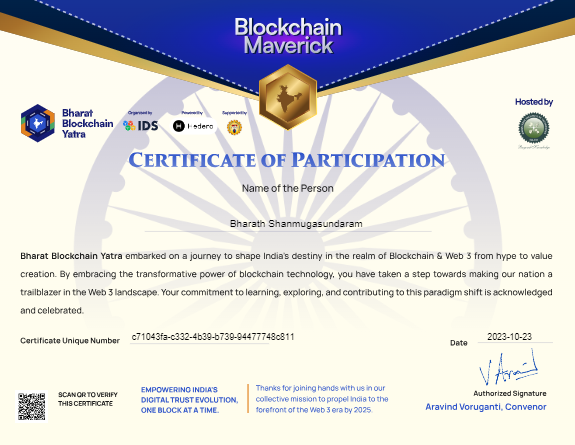 Blockchain
Maverick
Bharat
Blockchain
Yatra
Organised by
IDS
Powered by
Hedera
Supported by
Hosted by
CERTIFICATE OF PARTICIPATION
Name of the Person
Bharath Shanmugasundaram
Bharat Blockchain Yatra embarked on a journey to shape India's destiny in the realm of Blockchain & Web 3 from hype to value
creation. By embracing the transformative power of blockchain technology, you have taken a step towards making our nation a
trailblazer in the Web 3 landscape. Your commitment to learning, exploring, and contributing to this paradigm shift is acknowledged
and celebrated.
Certificate Unique Number c71043fa-c332-4b39-b739-94477748c811
Date 2023-10-23
SCAN QR TO VERIFY
THIS CERTIFICATE
EMPOWERING INDIA'S
DIGITAL TRUST EVOLUTION,
ONE BLOCK AT A TIME.
Thanks for joining hands with us in our
collective mission to propel India to the
forefront of the Web 3 era by 2025.
Authorized Signature
Aravind Voruganti, Convenor